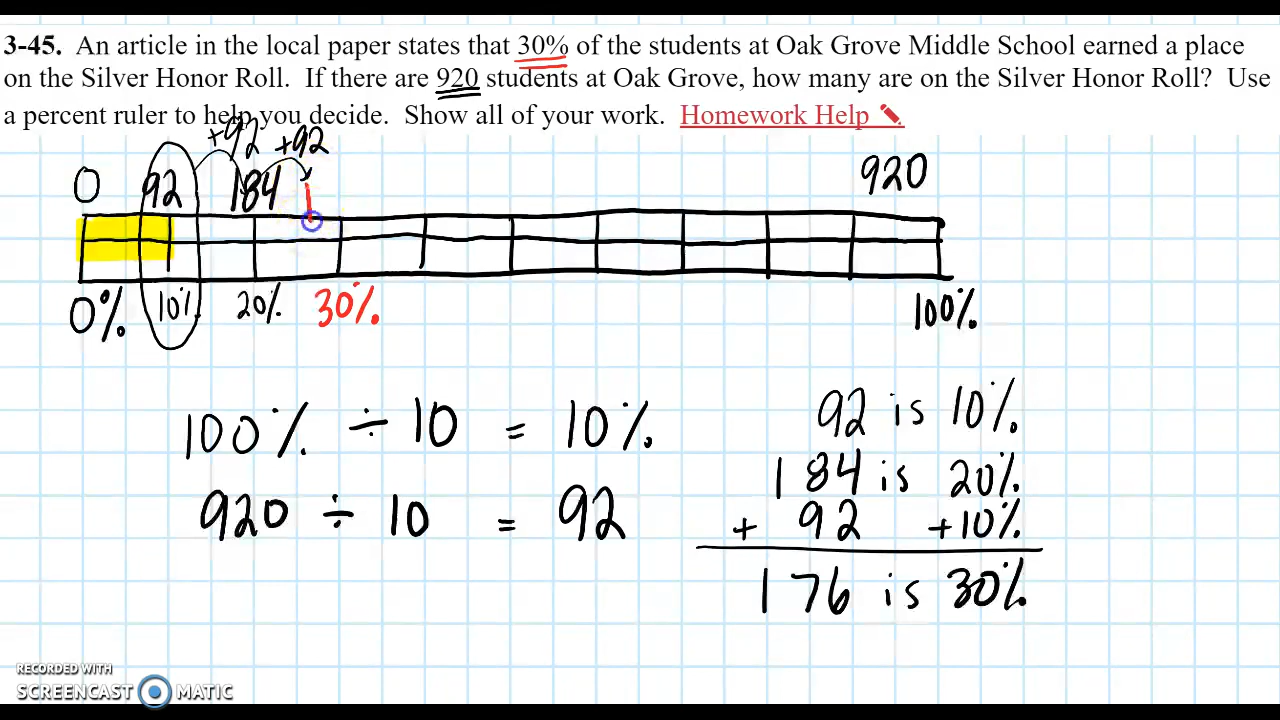 3-45. An article in the local paper states that 30% of the students at Oak Grove Middle School earned a place
on the Silver Honor Roll. If there are 920 students at Oak Grove, how many are on the Silver Honor Roll? Use
a percent ruler to help you decide. Show all of your work. Homework Help
+92 +92
0 92 184 920
0% 10% 20% 30% 100%
100% ÷ 10 = 10%
920 ÷ 10 = 92
92 is 10%
184 is 20%
+ 92 +10%
176 is 30%
RECORDED WITH
SCREENCAST MATIC